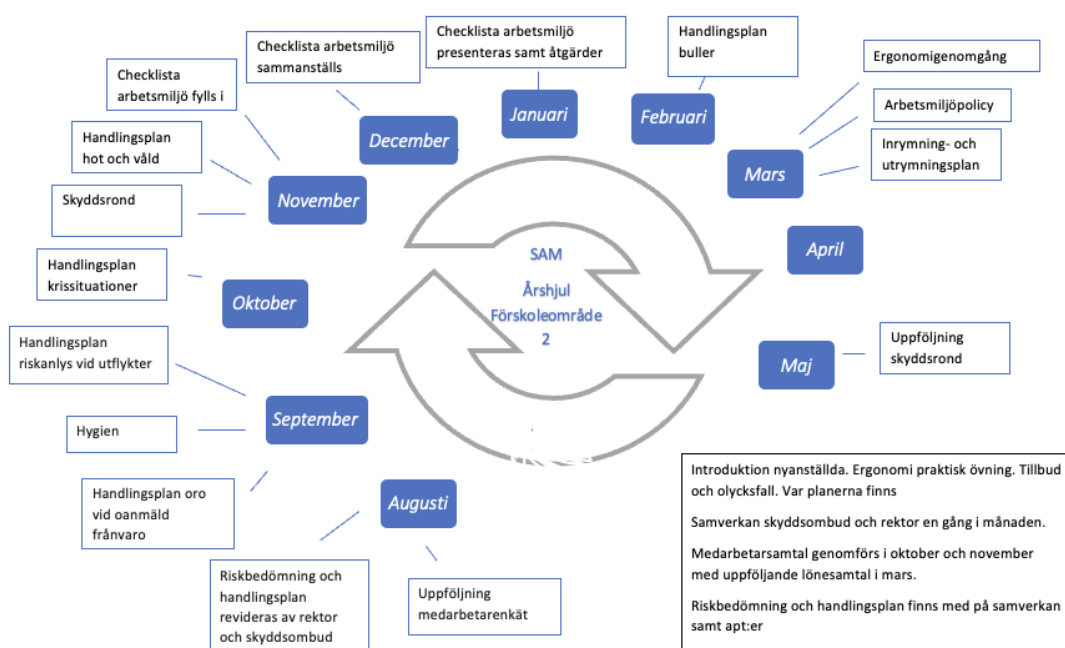 Checklista arbetsmiljö
presenteras samt åtgärder
Januari
Handlingsplan
buller
Februari
Ergonomigenomgång
Arbetsmiljöpolicy
Inrymning- och
utrymningsplan
Mars
April
Uppföljning
skyddsrond
Maj
Augusti
Uppföljning
medarbetarenkät
Riskbedömning och
handlingsplan
revideras av rektor
och skyddsombud
September
Handlingsplan
riskanlys vid utflykter
Hygien
Handlingsplan oro
vid oanmäld
frånvaro
Oktober
Handlingsplan
krissituationer
November
Checklista
arbetsmiljö fylls i
Handlingsplan
hot och våld
Skyddsrond
December
Checklista arbetsmiljö
sammanställs
SAM
Årshjul
Förskoleområde
2
Introduktion nyanställda. Ergonomi praktisk övning. Tillbud
och olycksfall. Var planerna finns
Samverkan skyddsombud och rektor en gång i månaden.
Medarbetarsamtal genomförs i oktober och november
med uppföljande lönesamtal i mars.
Riskbedömning och handlingsplan finns med på samverkan
samt apt:er